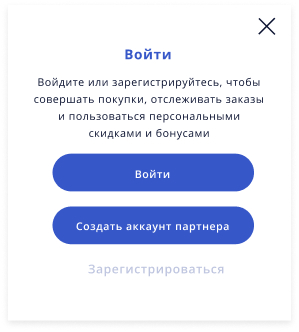 Войти
Войдите или зарегистрируйтесь, чтобы
совершать покупки, отслеживать заказы
и пользоваться персональными
скидками и бонусами
Войти
Создать аккаунт партнера
Зарегистрироваться